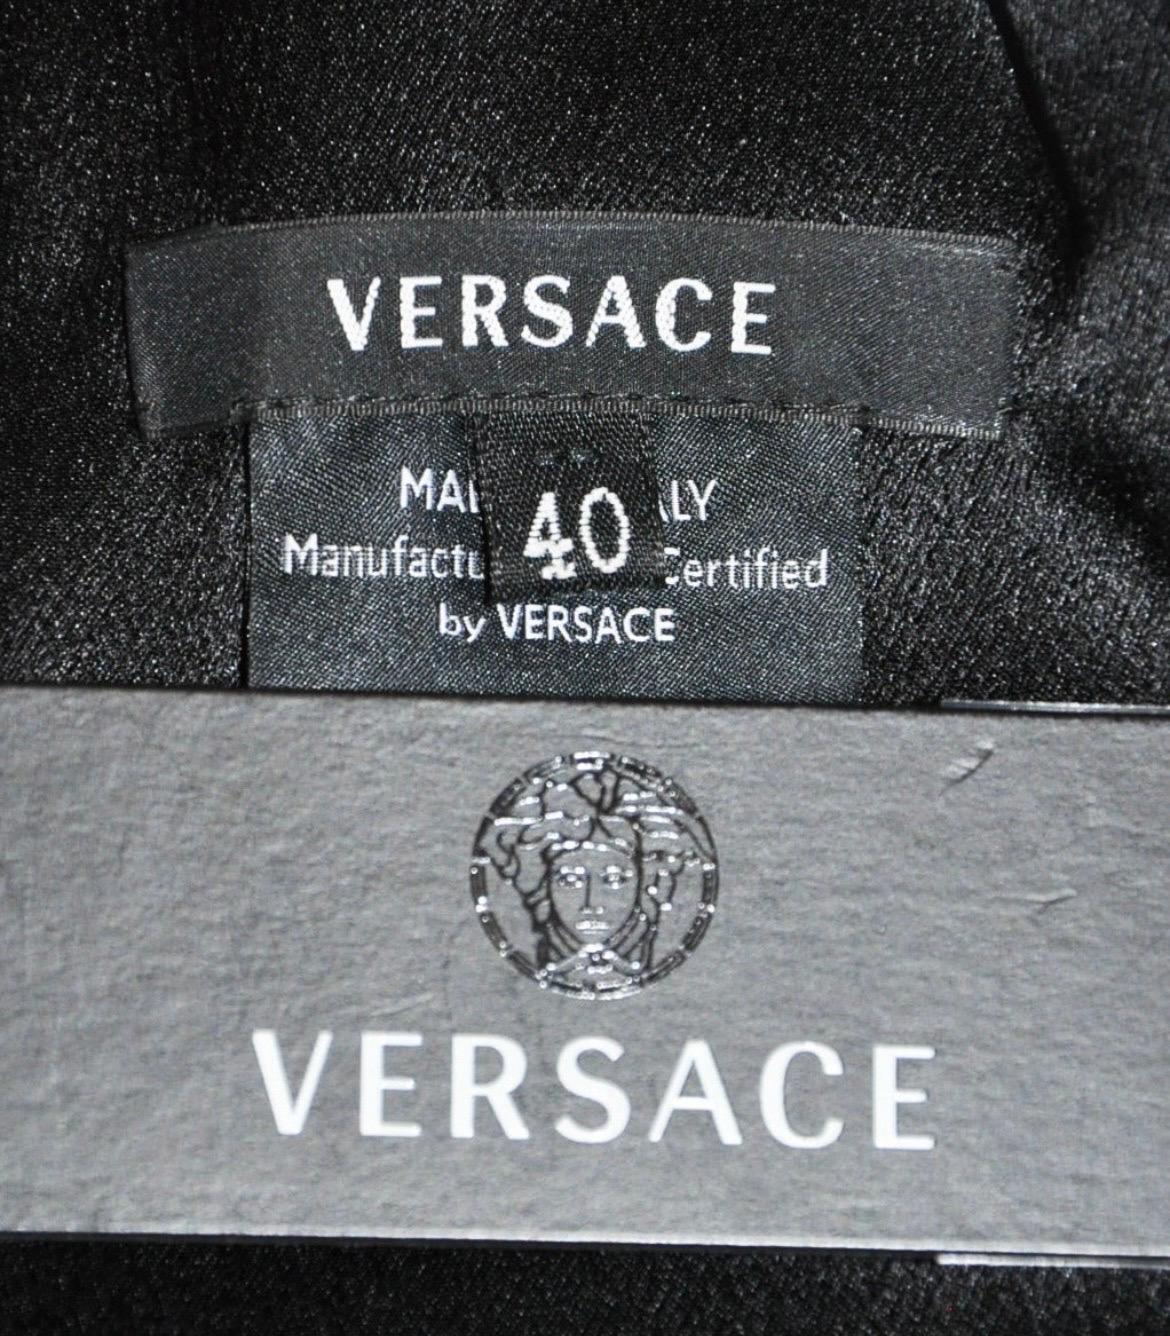 VERSACE
MA ALY
40
Manufactu Certified
by VERSACE
VERSACE